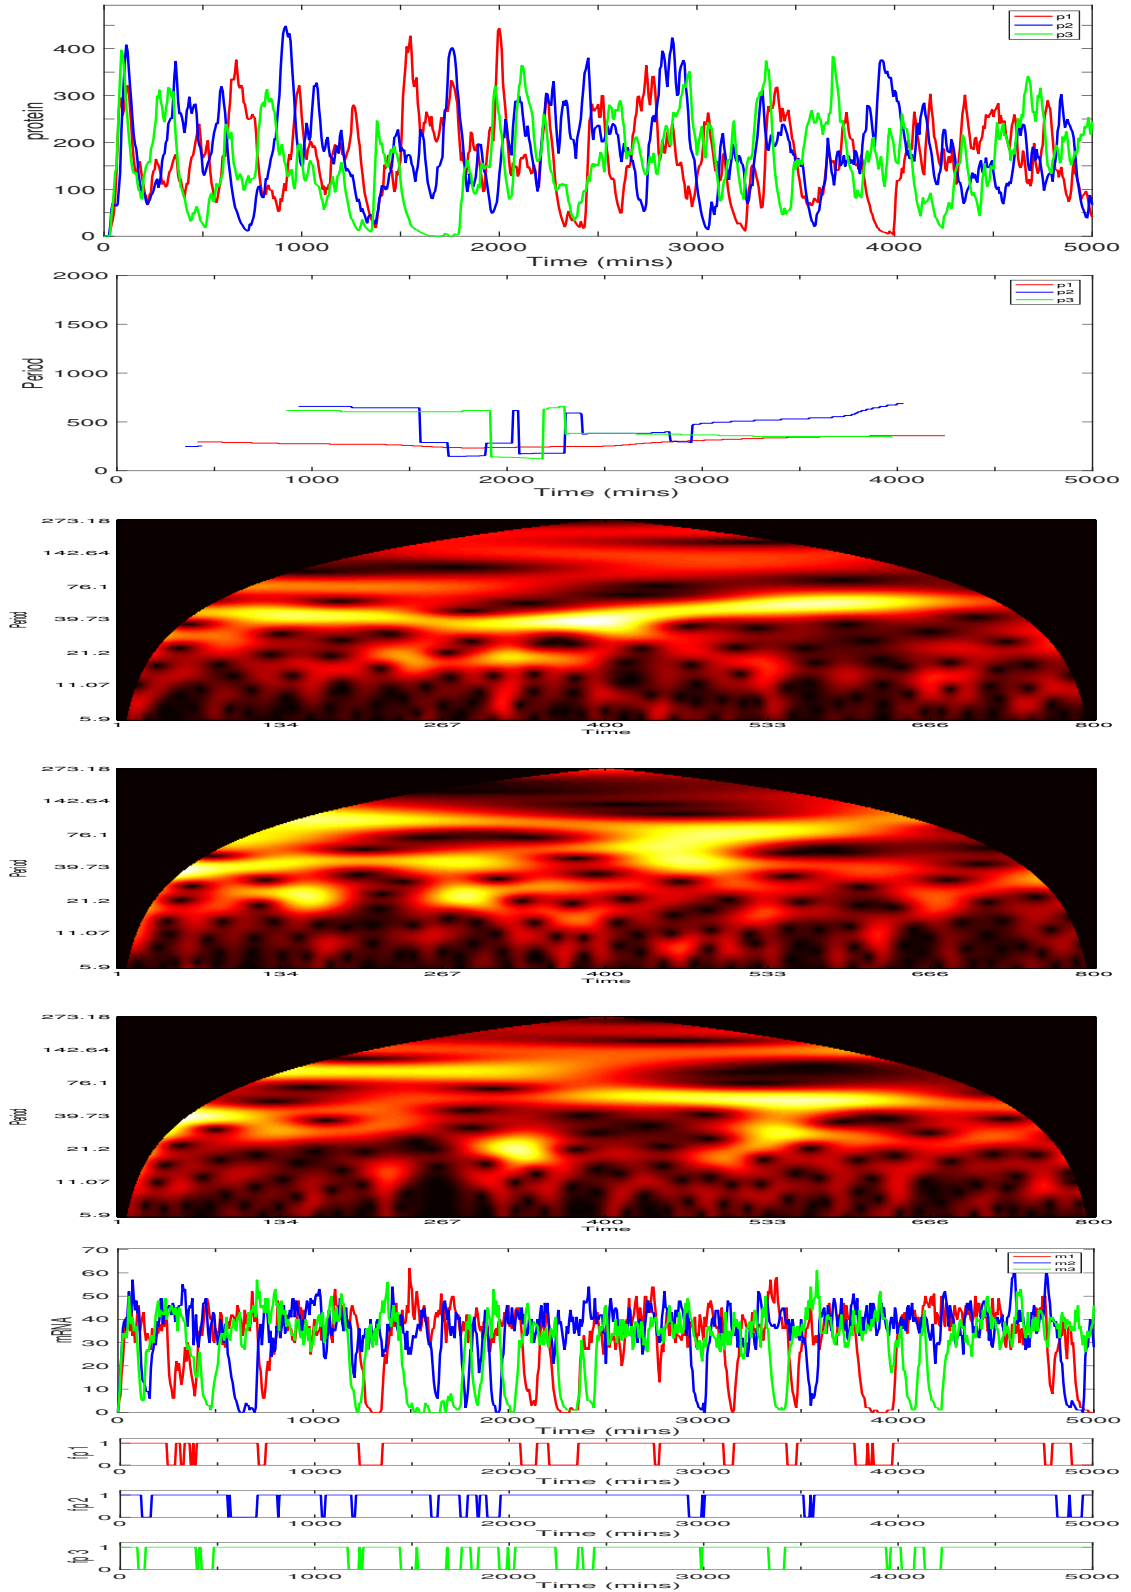 protein
400
300
200
100
0
0 1000 2000 3000 4000 5000
Time (mins)
p1
p2
p3
Period
2000
1500
1000
500
0
0 1000 2000 3000 4000 5000
Time (mins)
p1
p2
p3
Period
273.18
142.64
76.1
39.73
21.2
11.07
5.9
1 134 267 400 533 666 800
Time
Period
273.18
142.64
76.1
39.73
21.2
11.07
5.9
1 134 267 400 533 666 800
Time
Period
273.18
142.64
76.1
39.73
21.2
11.07
5.9
1 134 267 400 533 666 800
Time
mRNA
70
60
50
40
30
20
10
0
0 1000 2000 3000 4000 5000
Time (mins)
m1
m2
m3
fp1
1
0
0 1000 2000 3000 4000 5000
Time (mins)
fp2
1
0
0 1000 2000 3000 4000 5000
Time (mins)
fp3
1
0
0 1000 2000 3000 4000 5000
Time (mins)